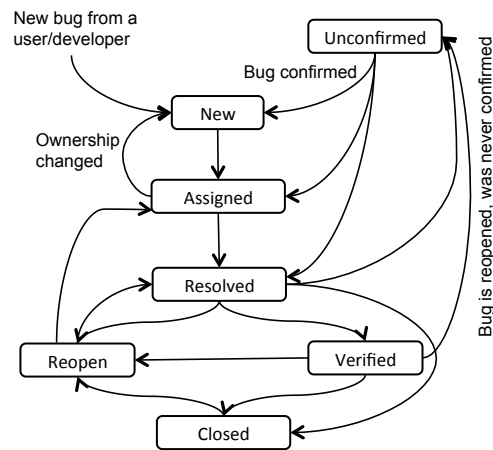 New bug from a
user/developer
Unconfirmed
Bug confirmed
New
Ownership
changed
Assigned
Resolved
Reopen
Verified
Closed
Bug is reopened, was never confirmed